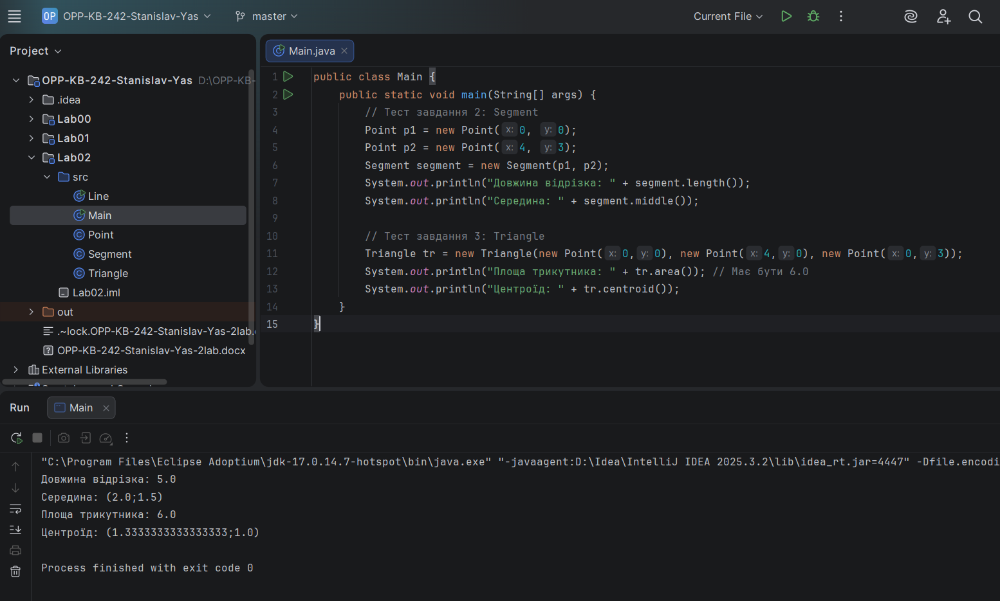 OP OPP-KB-242-Stanislav-Yas master Current File
Project
OPP-KB-242-Stanislav-Yas D:\OPP-KB-
.idea
Lab00
Lab01
Lab02
src
Line
Main
Point
Segment
Triangle
Lab02.iml
out
.~lock.OPP-KB-242-Stanislav-Yas-2lab.
OPP-KB-242-Stanislav-Yas-2lab.docx
External Libraries
Main.java
1 public class Main {
2 public static void main(String[] args) {
3 // Тест завдання 2: Segment
4 Point p1 = new Point( x: 0, y: 0);
5 Point p2 = new Point( x: 4, y: 3);
6 Segment segment = new Segment(p1, p2);
7 System.out.println("Довжина відрізка: " + segment.length());
8 System.out.println("Середина: " + segment.middle());
9
10 // Тест завдання 3: Triangle
11 Triangle tr = new Triangle(new Point( x: 0, y: 0), new Point( x: 4, y: 0), new Point( x: 0, y: 3));
12 System.out.println("Площа трикутника: " + tr.area()); // Має бути 6.0
13 System.out.println("Центроїд: " + tr.centroid());
14 }
15 }
Run Main
"C:\Program Files\Eclipse Adoptium\jdk-17.0.14.7-hotspot\bin\java.exe" "-javaagent:D:\Idea\IntelliJ IDEA 2025.3.2\lib\idea_rt.jar=4447" -Dfile.encodi
Довжина відрізка: 5.0
Середина: (2.0;1.5)
Площа трикутника: 6.0
Центроїд: (1.3333333333333333;1.0)
Process finished with exit code 0